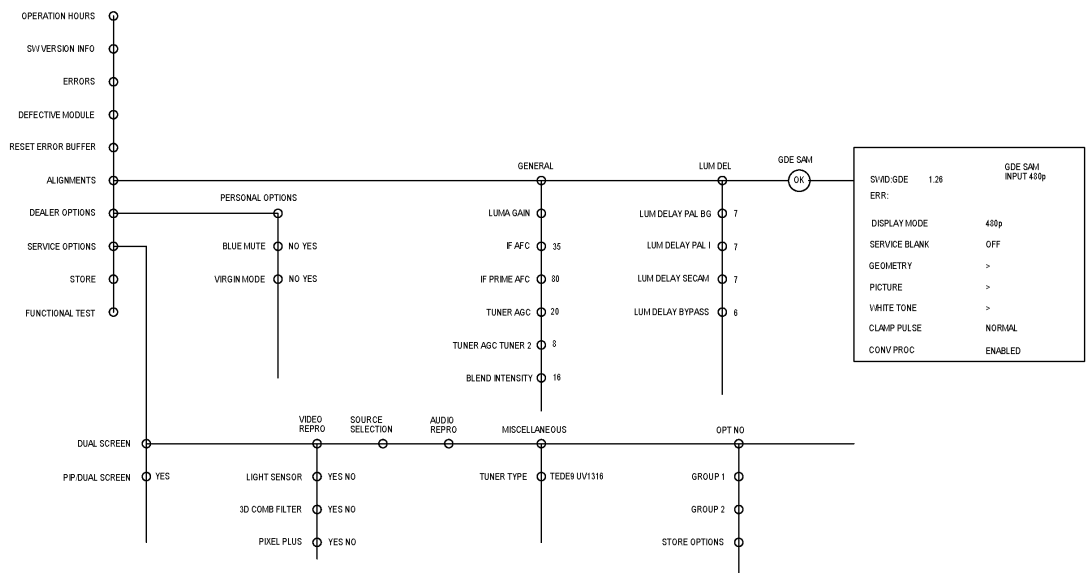 OPERATION HOURS
SW VERSION INFO
ERRORS
DEFECTIVE MODULE
RESET ERROR BUFFER
ALIGNMENTS
DEALER OPTIONS
SERVICE OPTIONS
STORE
FUNCTIONAL TEST
PERSONAL OPTIONS
BLUE MUTE NO YES
VIRGIN MODE NO YES
GENERAL
LUMA GAIN
IF AFC 35
IF PRIME AFC 80
TUNER AGC 20
TUNER AGC TUNER 2 8
BLEND INTENSITY 16
LUM DEL
LUM DELAY PAL BG 7
LUM DELAY PAL I 7
LUM DELAY SECAM 7
LUM DELAY BYPASS 6
GDE SAM
OK
SWID:GDE 1.26 GDE SAM
INPUT 480p
ERR:
DISPLAY MODE 480p
SERVICE BLANK OFF
GEOMETRY >
PICTURE >
WHITE TONE >
CLAMP PULSE NORMAL
CONV PROC ENABLED
DUAL SCREEN
PIP/DUAL SCREEN YES
VIDEO
REPRO
LIGHT SENSOR YES NO
3D COMB FILTER YES NO
PIXEL PLUS YES NO
SOURCE
SELECTION
AUDIO
REPRO
MISCELLANEOUS
TUNER TYPE TEDE9 UV1316
OPT NO
GROUP 1
GROUP 2
STORE OPTIONS